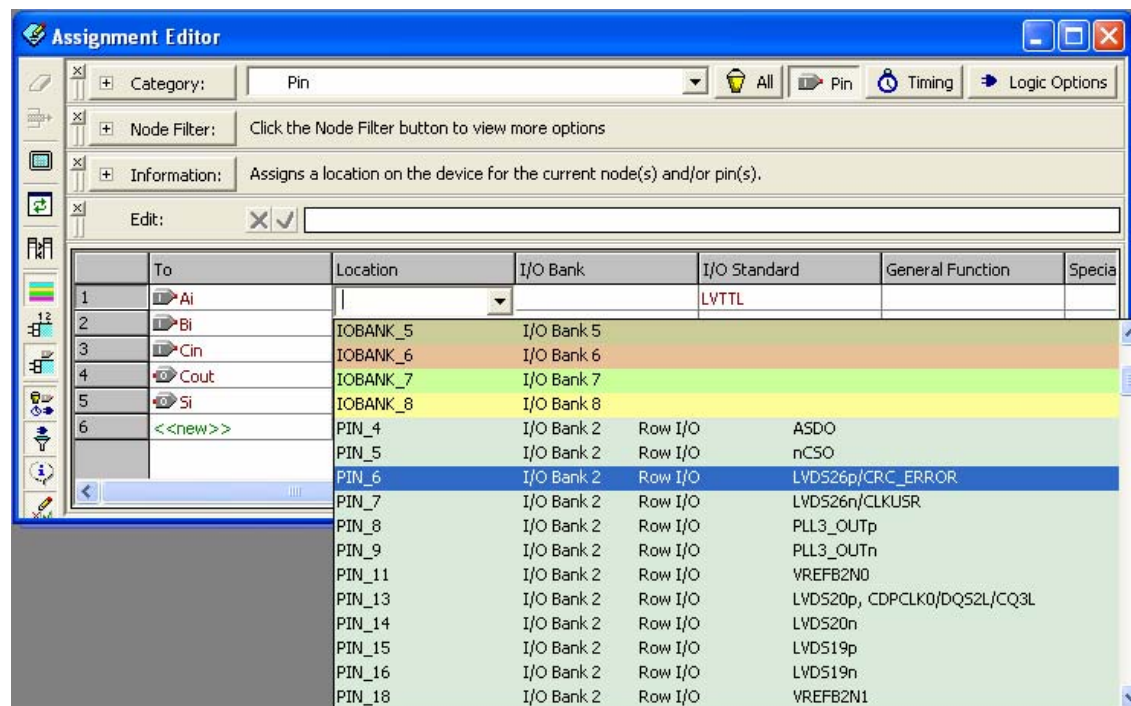 Assignment Editor
Category: Pin All Pin Timing Logic Options
Node Filter: Click the Node Filter button to view more options
Information: Assigns a location on the device for the current node(s) and/or pin(s).
Edit:
To Location I/O Bank I/O Standard General Function Specia
1 Ai LVTTL
2 Bi IOBANK_5 I/O Bank 5
3 Cin IOBANK_6 I/O Bank 6
4 Cout IOBANK_7 I/O Bank 7
5 Si IOBANK_8 I/O Bank 8
6 <<new>> PIN_4 I/O Bank 2 Row I/O ASDO
PIN_5 I/O Bank 2 Row I/O nCSO
PIN_6 I/O Bank 2 Row I/O LVDS26p/CRC_ERROR
PIN_7 I/O Bank 2 Row I/O LVDS26n/CLKUSR
PIN_8 I/O Bank 2 Row I/O PLL3_OUTp
PIN_9 I/O Bank 2 Row I/O PLL3_OUTn
PIN_11 I/O Bank 2 Row I/O VREFB2N0
PIN_13 I/O Bank 2 Row I/O LVDS20p, CDPCLK0/DQS2L/CQ3L
PIN_14 I/O Bank 2 Row I/O LVDS20n
PIN_15 I/O Bank 2 Row I/O LVDS19p
PIN_16 I/O Bank 2 Row I/O LVDS19n
PIN_18 I/O Bank 2 Row I/O VREFB2N1